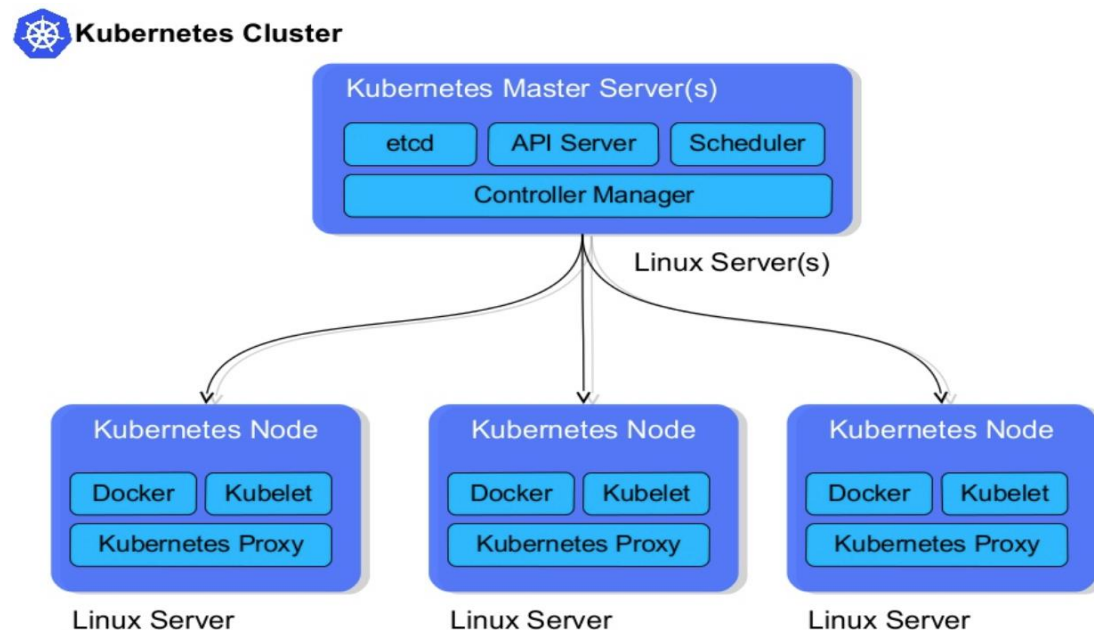 Kubernetes Cluster
Kubernetes Master Server(s)
etcd
API Server
Scheduler
Controller Manager
Linux Server(s)
Kubernetes Node
Docker
Kubelet
Kubernetes Proxy
Linux Server
Kubernetes Node
Docker
Kubelet
Kubernetes Proxy
Linux Server
Kubernetes Node
Docker
Kubelet
Kubernetes Proxy
Linux Server